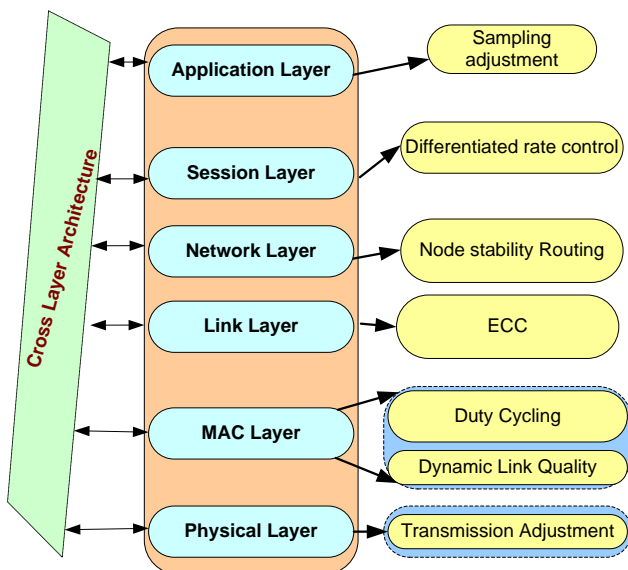 Cross Layer Architecture
Application Layer
Sampling
adjustment
Session Layer
Differentiated rate control
Network Layer
Node stability Routing
Link Layer
ECC
MAC Layer
Duty Cycling
Dynamic Link Quality
Physical Layer
Transmission Adjustment